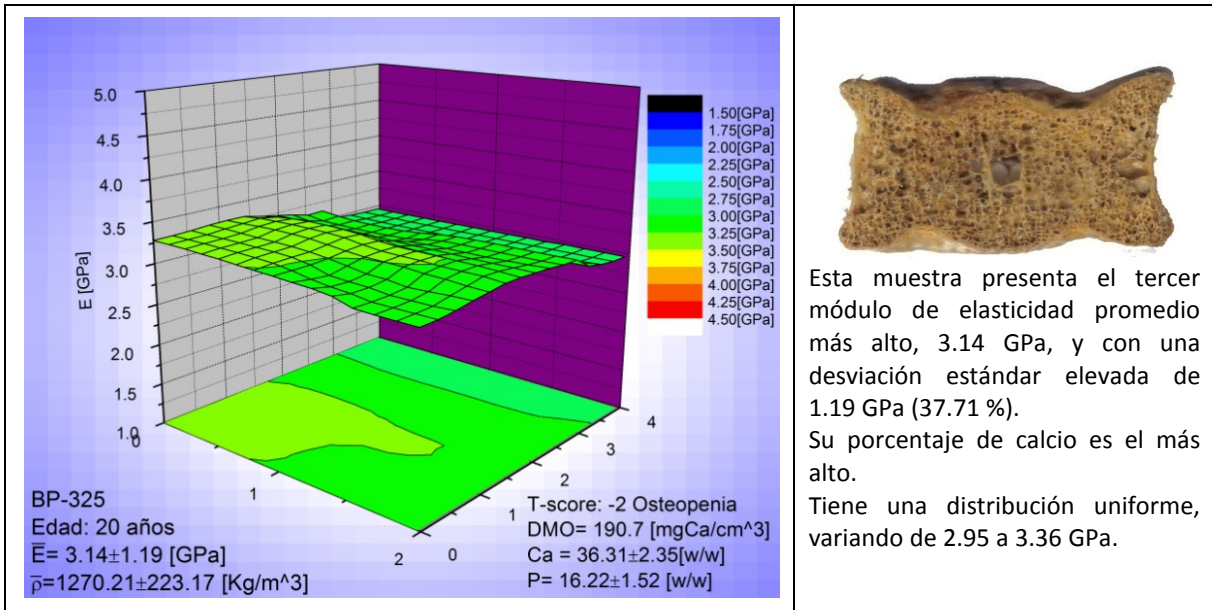 5.0
4.5
4.0
3.5
3.0
2.5
2.0
1.5
1.0
E [GPa]
0
1
2
0
1
2
3
4
1.50[GPa]
1.75[GPa]
2.00[GPa]
2.25[GPa]
2.50[GPa]
2.75[GPa]
3.00[GPa]
3.25[GPa]
3.50[GPa]
3.75[GPa]
4.00[GPa]
4.25[GPa]
4.50[GPa]
BP-325
Edad: 20 años
E̅= 3.14±1.19 [GPa]
ρ̅=1270.21±223.17 [Kg/m^3]
T-score: -2 Osteopenia
DMO= 190.7 [mgCa/cm^3]
Ca = 36.31±2.35[w/w]
P= 16.22±1.52 [w/w]
Esta muestra presenta el tercer
módulo de elasticidad promedio
más alto, 3.14 GPa, y con una
desviación estándar elevada de
1.19 GPa (37.71 %).
Su porcentaje de calcio es el más
alto.
Tiene una distribución uniforme,
variando de 2.95 a 3.36 GPa.